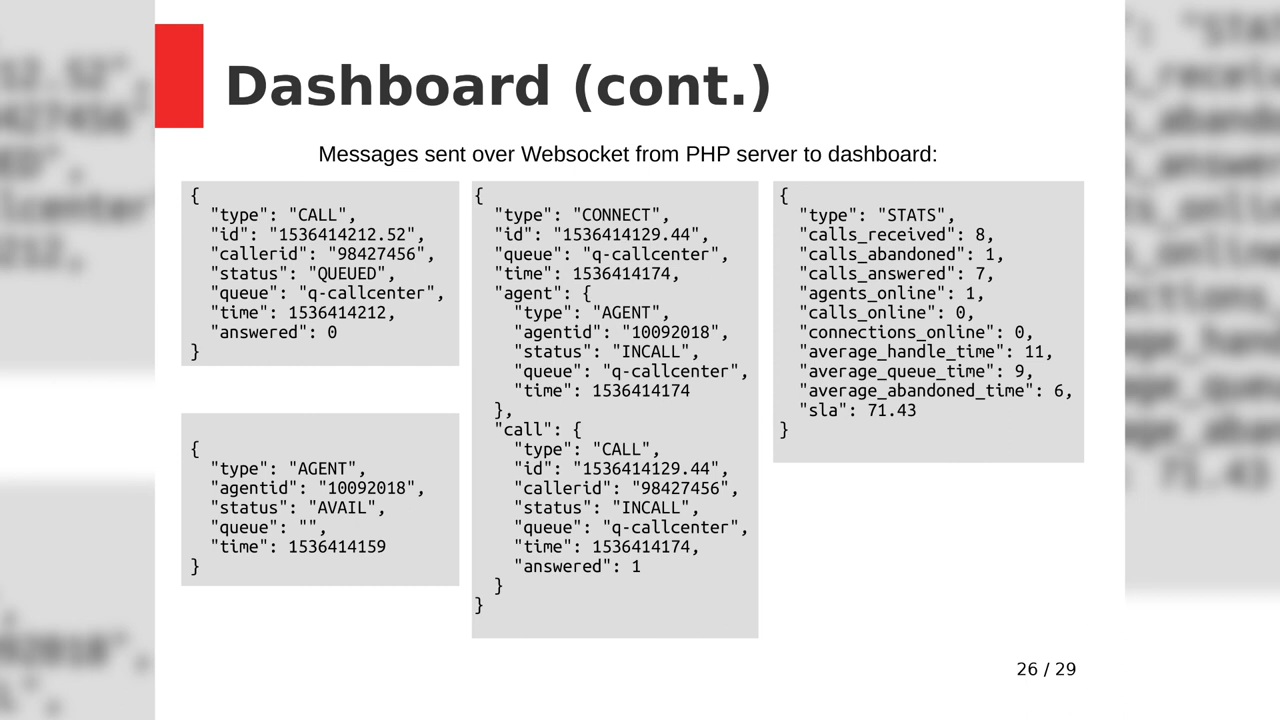 Dashboard (cont.)
Messages sent over Websocket from PHP server to dashboard:
{
  "type": "CALL",
  "id": "1536414212.52",
  "callerid": "98427456",
  "status": "QUEUED",
  "queue": "q-callcenter",
  "time": 1536414212,
  "answered": 0
}
{
  "type": "AGENT",
  "agentid": "10092018",
  "status": "AVAIL",
  "queue": "",
  "time": 1536414159
}
{
  "type": "CONNECT",
  "id": "1536414129.44",
  "queue": "q-callcenter",
  "time": 1536414174,
  "agent": {
    "type": "AGENT",
    "agentid": "10092018",
    "status": "INCALL",
    "queue": "q-callcenter",
    "time": 1536414174
  },
  "call": {
    "type": "CALL",
    "id": "1536414129.44",
    "callerid": "98427456",
    "status": "INCALL",
    "queue": "q-callcenter",
    "time": 1536414174,
    "answered": 1
  }
}
{
  "type": "STATS",
  "calls_received": 8,
  "calls_abandoned": 1,
  "calls_answered": 7,
  "agents_online": 1,
  "calls_online": 0,
  "connections_online": 0,
  "average_handle_time": 11,
  "average_queue_time": 9,
  "average_abandoned_time": 6,
  "sla": 71.43
}
26 / 29